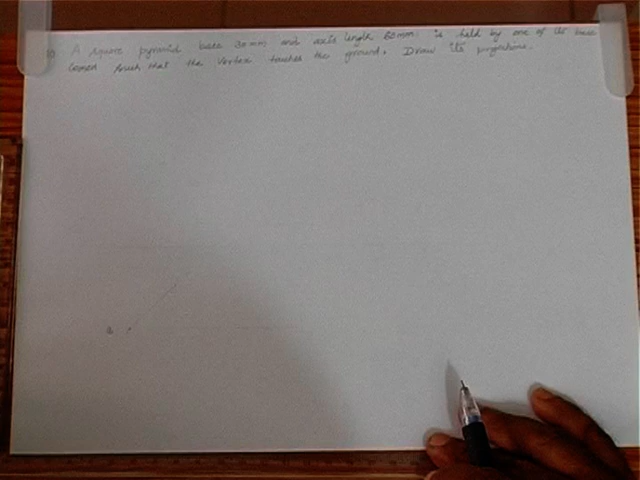 A square pyramid base 30mm and axis length 60mm is held by one of its base
corner such that the Vertex touches the ground. Draw its projections.
a